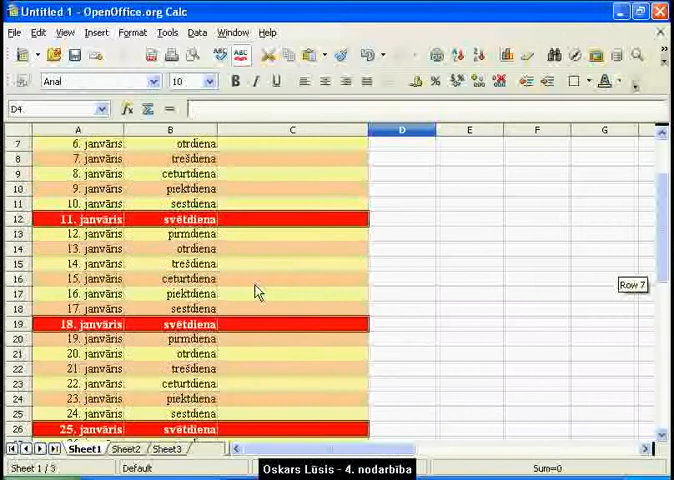 Untitled 1 - OpenOffice.org Calc
File Edit View Insert Format Tools Data Window Help
Arial 10
D4
A B C D E F G
7 6. janvāris otrdiena
8 7. janvāris trešdiena
9 8. janvāris ceturtdiena
10 9. janvāris piektdiena
11 10. janvāris sestdiena
12 11. janvāris svētdiena
13 12. janvāris pirmdiena
14 13. janvāris otrdiena
15 14. janvāris trešdiena
16 15. janvāris ceturtdiena
17 16. janvāris piektdiena
Row 7
18 17. janvāris sestdiena
19 18. janvāris svētdiena
20 19. janvāris pirmdiena
21 20. janvāris otrdiena
22 21. janvāris trešdiena
23 22. janvāris ceturtdiena
24 23. janvāris piektdiena
25 24. janvāris sestdiena
26 25. janvāris svētdiena
Sheet1 Sheet2 Sheet3
Sheet 1 / 3 Default Sum=0
Oskars Lūsis - 4. nodarbība